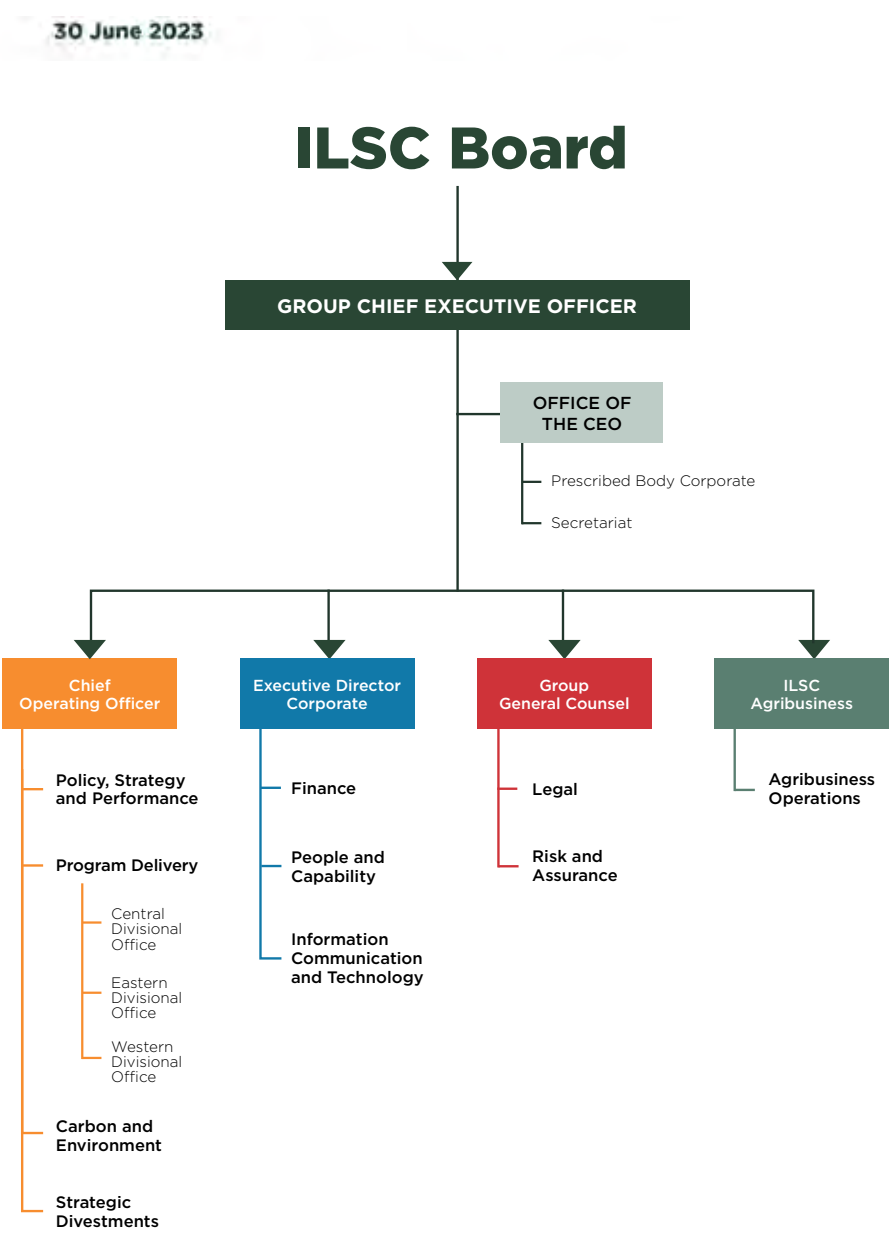 30 June 2023
ILSC Board
GROUP CHIEF EXECUTIVE OFFICER
OFFICE OF
THE CEO
Prescribed Body Corporate
Secretariat
Chief
Operating Officer
Policy, Strategy
and Performance
Program Delivery
Central
Divisional
Office
Eastern
Divisional
Office
Western
Divisional
Office
Carbon and
Environment
Strategic
Divestments
Executive Director
Corporate
Finance
People and
Capability
Information
Communication
and Technology
Group
General Counsel
Legal
Risk and
Assurance
ILSC
Agribusiness
Agribusiness
Operations